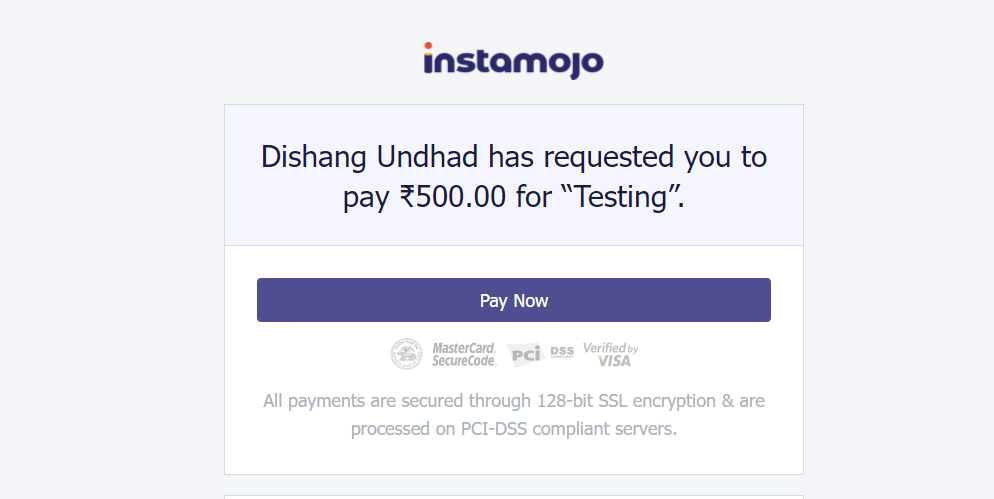 instamojo
Dishang Undhad has requested you to
pay ₹500.00 for “Testing”.
Pay Now
MasterCard.
SecureCode.
PCI
DSS
COMPLIANT
Verified by
VISA
All payments are secured through 128-bit SSL encryption & are
processed on PCI-DSS compliant servers.